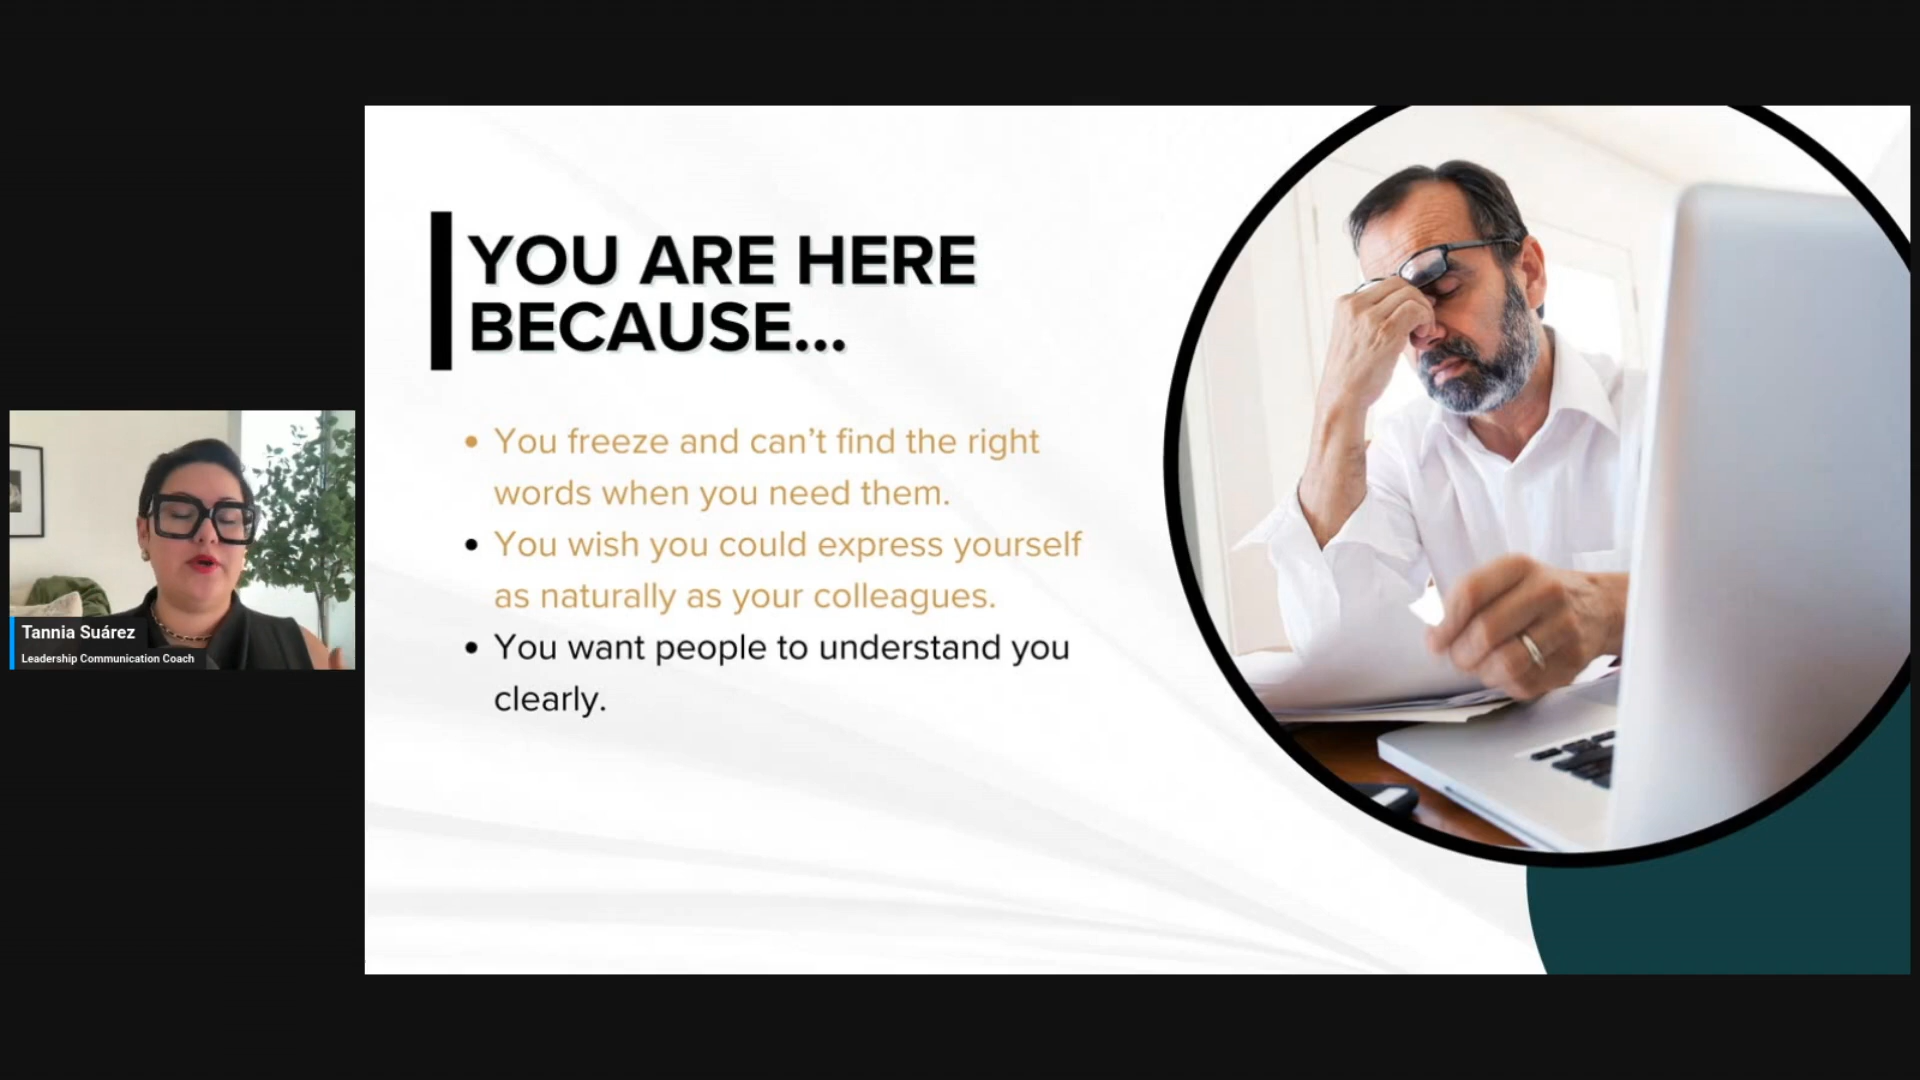 YOU ARE HERE
BECAUSE...
• You freeze and can’t find the right
words when you need them.
• You wish you could express yourself
as naturally as your colleagues.
• You want people to understand you
clearly.
Tannia Suárez
Leadership Communication Coach